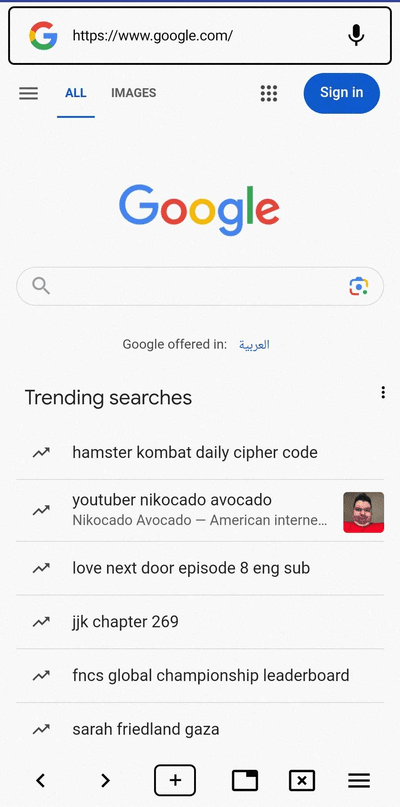 https://www.google.com/
ALL IMAGES Sign in
Google
Google offered in: العربية
Trending searches
hamster kombat daily cipher code
youtuber nikocado avocado
Nikocado Avocado — American interne...
love next door episode 8 eng sub
jjk chapter 269
fncs global championship leaderboard
sarah friedland gaza